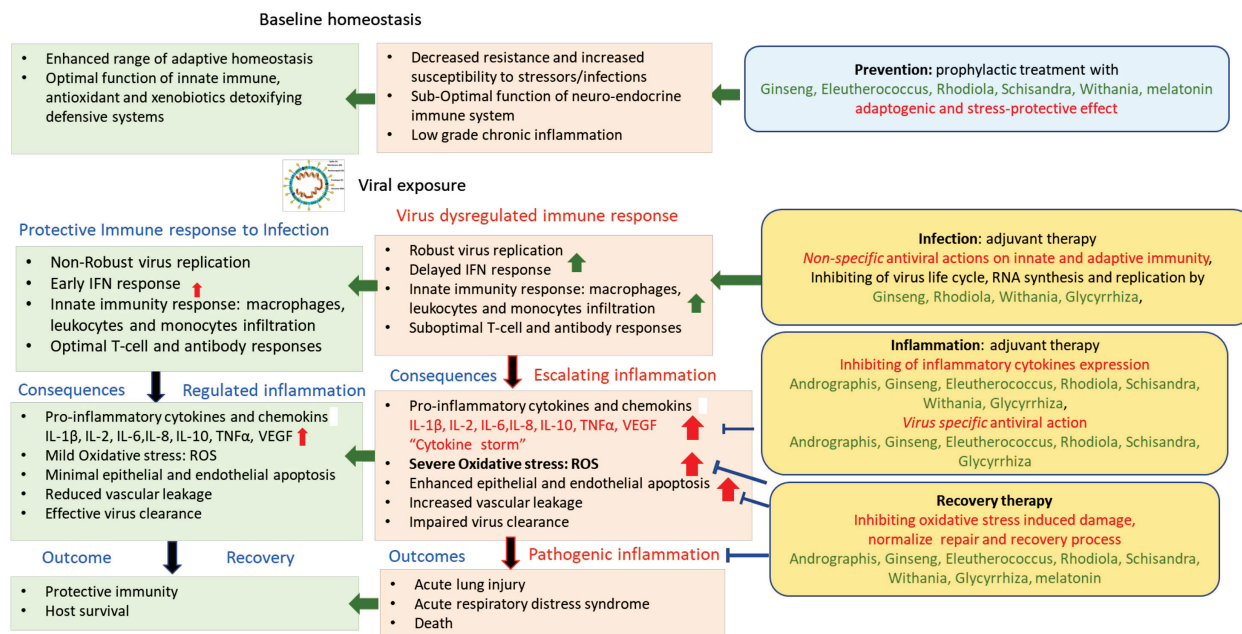 Baseline homeostasis
• Enhanced range of adaptive homeostasis
• Optimal function of innate immune,
antioxidant and xenobiotics detoxifying
defensive systems
• Decreased resistance and increased
susceptibility to stressors/infections
• Sub-Optimal function of neuro-endocrine
immune system
• Low grade chronic inflammation
Prevention: prophylactic treatment with
Ginseng, Eleutherococcus, Rhodiola, Schisandra, Withania, melatonin
adaptogenic and stress-protective effect
Viral exposure
Protective Immune response to Infection
• Non-Robust virus replication
• Early IFN response
• Innate immunity response: macrophages,
leukocytes and monocytes infiltration
• Optimal T-cell and antibody responses
Virus dysregulated immune response
• Robust virus replication
• Delayed IFN response
• Innate immunity response: macrophages,
leukocytes and monocytes infiltration
• Suboptimal T-cell and antibody responses
Infection: adjuvant therapy
Non-specific antiviral actions on innate and adaptive immunity,
Inhibiting of virus life cycle, RNA synthesis and replication by
Ginseng, Rhodiola, Withania, Glycyrrhiza,
Consequences
Regulated inflammation
• Pro-inflammatory cytokines and chemokins
IL-1β, IL-2, IL-6,IL-8, IL-10, TNFα, VEGF
• Mild Oxidative stress: ROS
• Minimal epithelial and endothelial apoptosis
• Reduced vascular leakage
• Effective virus clearance
Consequences
Escalating inflammation
• Pro-inflammatory cytokines and chemokins
IL-1β, IL-2, IL-6,IL-8, IL-10, TNFα, VEGF
“Cytokine storm”
• Severe Oxidative stress: ROS
• Enhanced epithelial and endothelial apoptosis
• Increased vascular leakage
• Impaired virus clearance
Inflammation: adjuvant therapy
Inhibiting of inflammatory cytokines expression
Andrographis, Ginseng, Eleutherococcus, Rhodiola, Schisandra,
Withania, Glycyrrhiza,
Virus specific antiviral action
Andrographis, Ginseng, Eleutherococcus, Rhodiola, Schisandra,
Glycyrrhiza
Recovery therapy
Inhibiting oxidative stress induced damage,
normalize repair and recovery process
Andrographis, Ginseng, Eleutherococcus, Rhodiola, Schisandra,
Withania, Glycyrrhiza, melatonin
Outcome
Recovery
• Protective immunity
• Host survival
Outcomes
Pathogenic inflammation
• Acute lung injury
• Acute respiratory distress syndrome
• Death